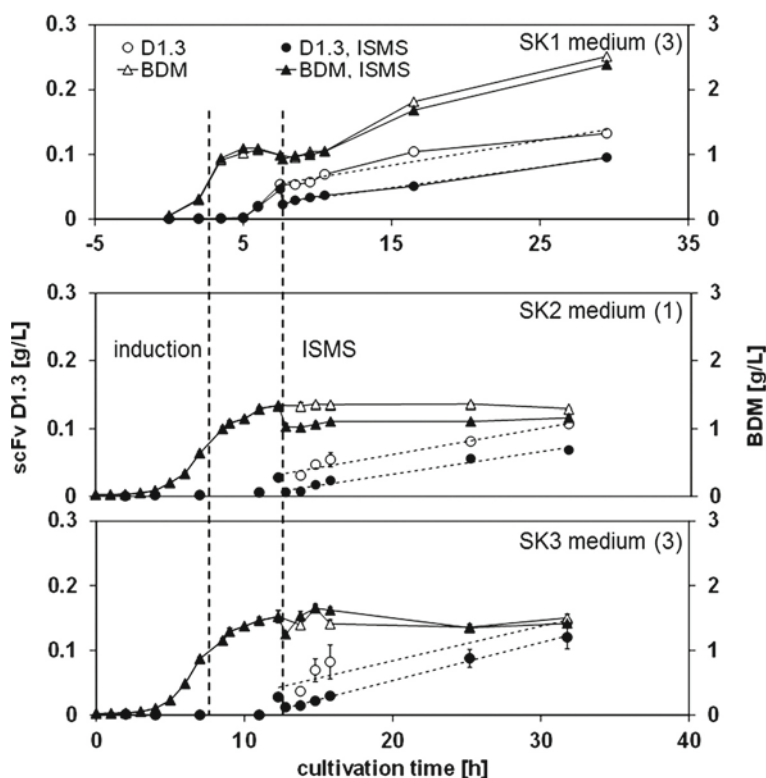 SK1 medium (3)
D1.3 D1.3, ISMS
BDM BDM, ISMS
0.3 3
0.2 2
0.1 1
0 0
-5 5 15 25 35
SK2 medium (1)
induction ISMS
0.3 3
0.2 2
0.1 1
0 0
scFv D1.3 [g/L]
BDM [g/L]
SK3 medium (3)
0.3 3
0.2 2
0.1 1
0 0
0 10 20 30 40
cultivation time [h]